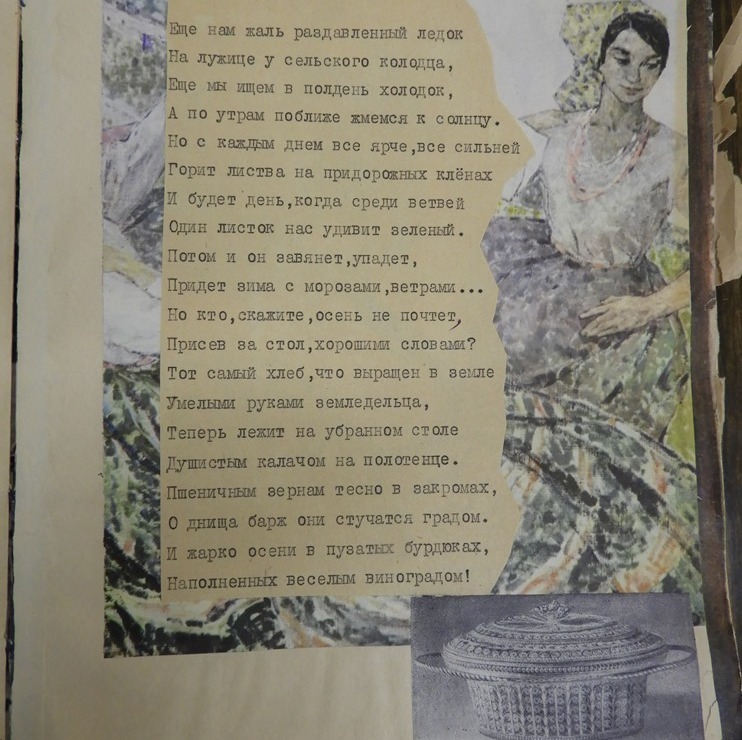 Еще нам жаль раздавленный ледок
На лужице у сельского колодца,
Еще мы ищем в полдень холодок,
А по утрам поближе жмемся к солнцу.
Но с каждым днем все ярче,все сильней
Горит листва на придорожных клёнах
И будет день,когда среди ветвей
Один листок нас удивит зеленый.
Потом и он завянет,упадет,
Придет зима с морозами,ветрами...
Но кто,скажите,осень не почтет,
Присев за стол,хорошими словами?
Тот самый хлеб,что выращен в земле
Умелыми руками земледельца,
Теперь лежит на убранном столе
Душистым калачом на полотенце.
Пшеничным зернам тесно в закромах,
О днища барж они стучатся градом.
И жарко осени в пузатых бурдюках,
Наполненных веселым виноградом!